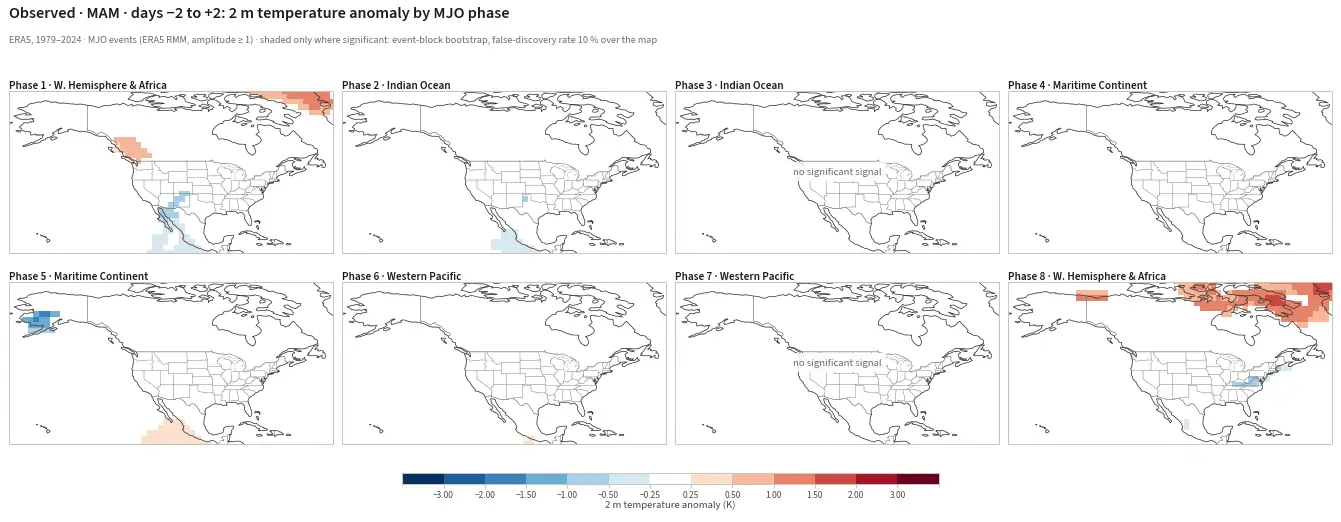 Observed · MAM · days −2 to +2: 2 m temperature anomaly by MJO phase
ERA5, 1979–2024 · MJO events (ERA5 RMM, amplitude ≥ 1) · shaded only where significant: event-block bootstrap, false-discovery rate 10 % over the map
Phase 1 · W. Hemisphere & Africa
Phase 2 · Indian Ocean
Phase 3 · Indian Ocean
Phase 4 · Maritime Continent
no significant signal
Phase 5 · Maritime Continent
Phase 6 · Western Pacific
Phase 7 · Western Pacific
Phase 8 · W. Hemisphere & Africa
no significant signal
−3.00 −2.00 −1.50 −1.00 −0.50 −0.25 0.25 0.50 1.00 1.50 2.00 3.00
2 m temperature anomaly (K)